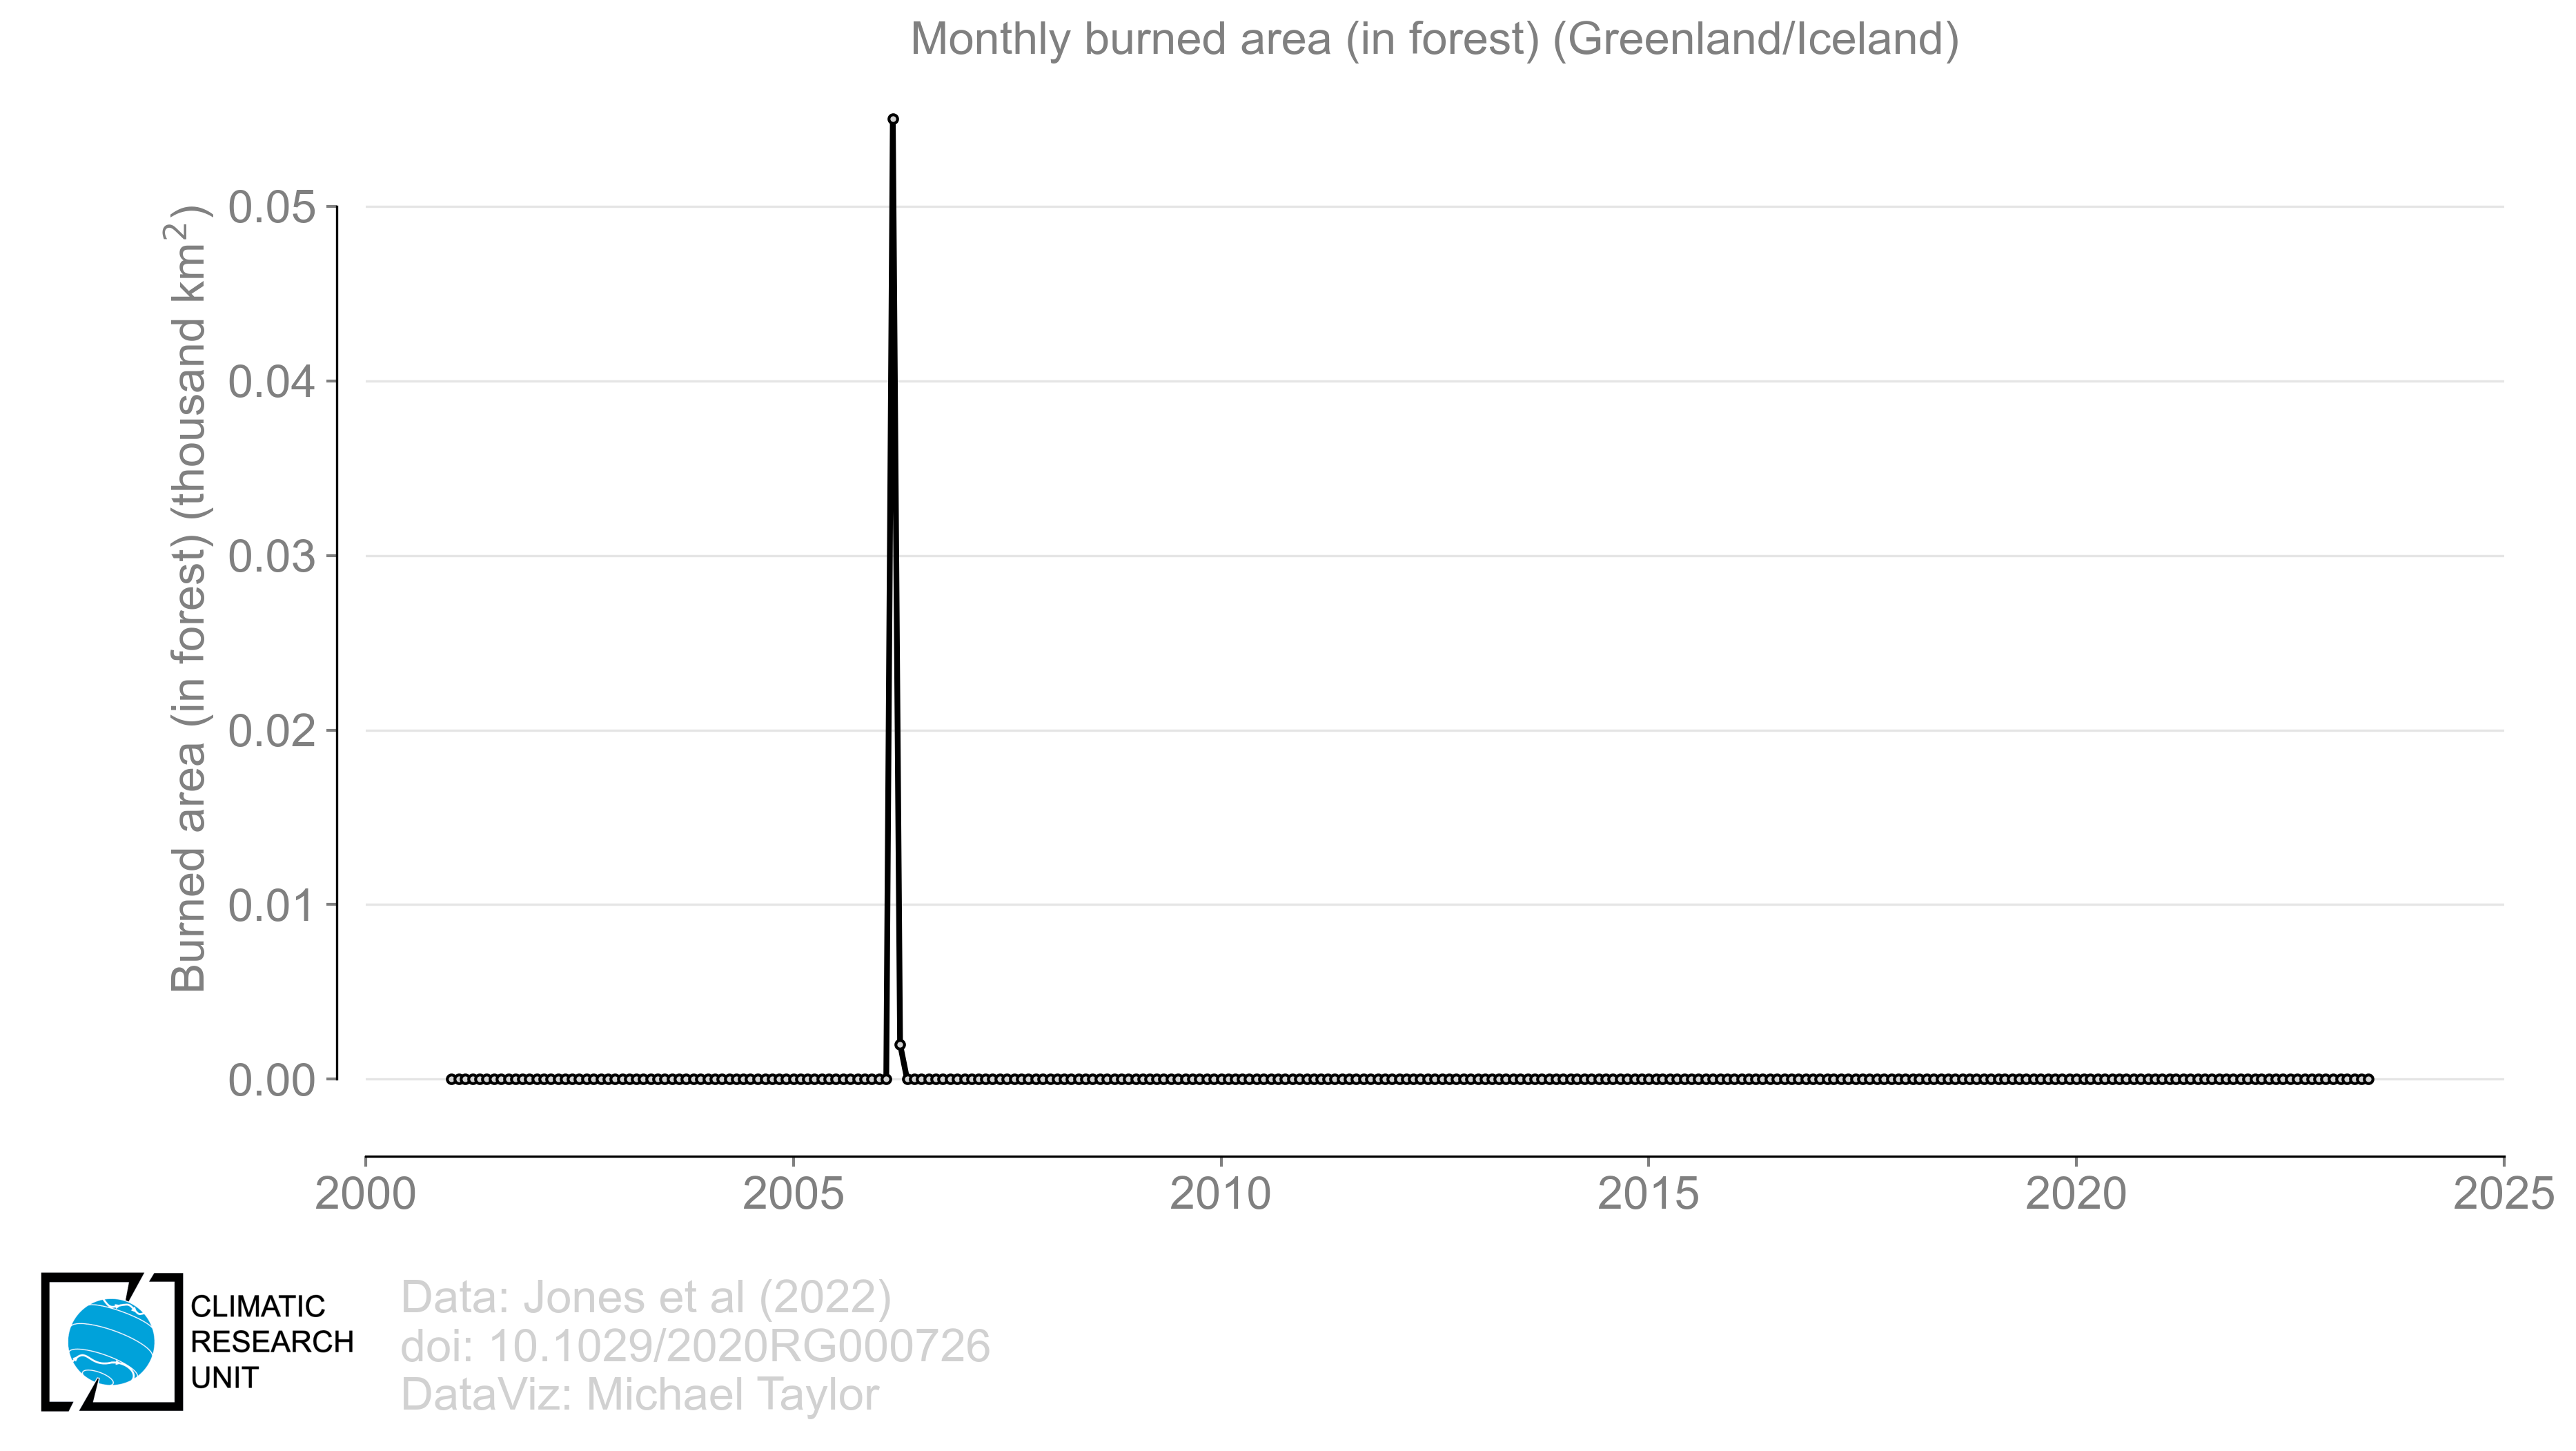 Monthly burned area (in forest) (Greenland/Iceland)
Burned area (in forest) (thousand km²)
0.05
0.04
0.03
0.02
0.01
0.00
2000 2005 2010 2015 2020 2025
CLIMATIC
RESEARCH
UNIT
Data: Jones et al (2022)
doi: 10.1029/2020RG000726
DataViz: Michael Taylor